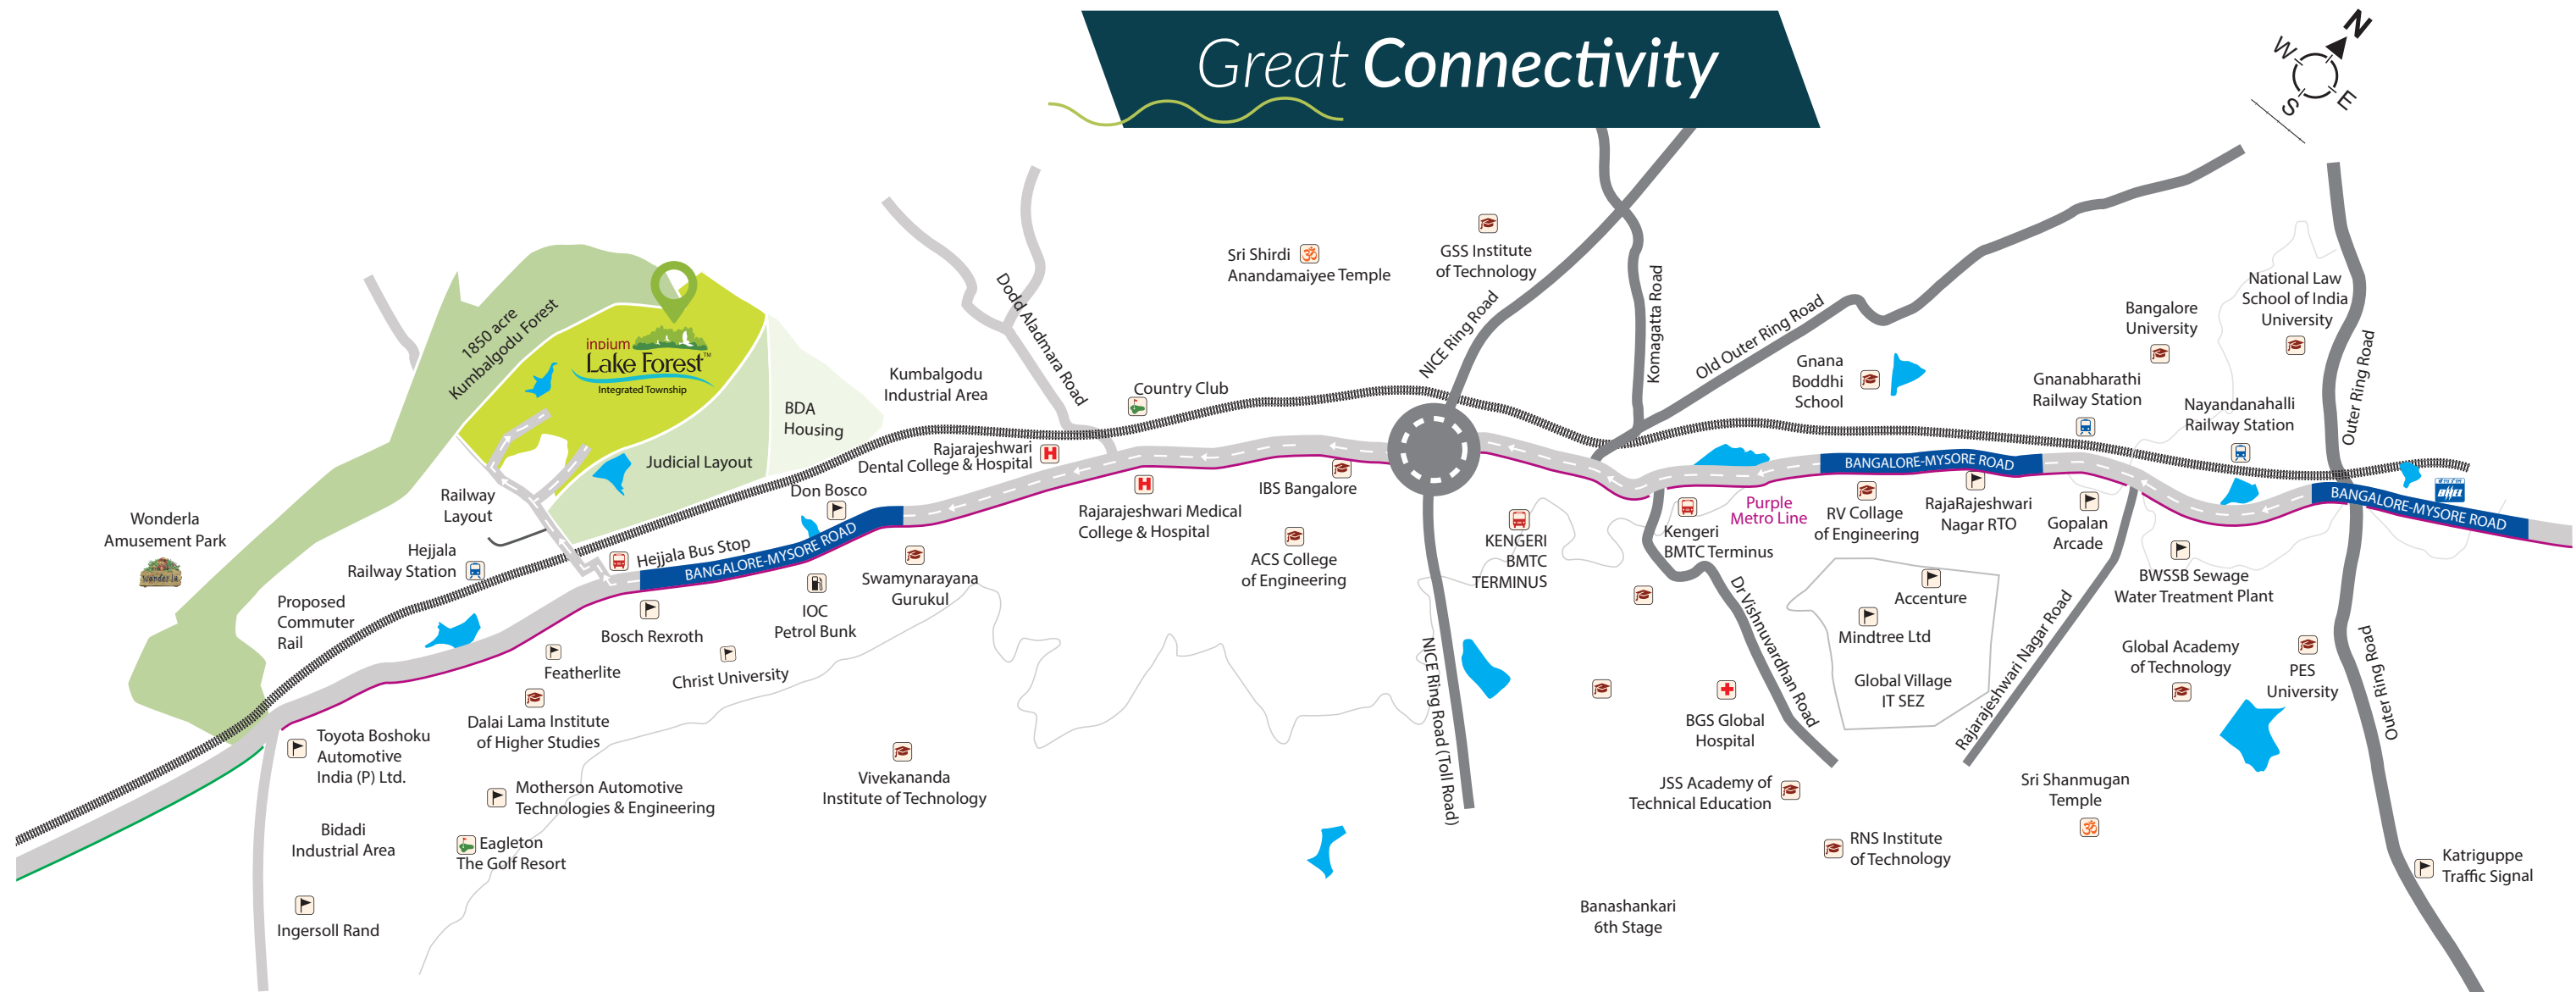 Great Connectivity
N
W
E
S
1850 acre
Kumbalgodu Forest
inDium
Lake Forest™
Integrated Township
Judicial Layout
BDA
Housing
Kumbalgodu
Industrial Area
Dodd Aladmara Road
Country Club
Sri Shirdi
Anandamaiyee Temple
GSS Institute
of Technology
NICE Ring Road
Komagatta Road
Old Outer Ring Road
Gnana
Boddhi
School
Bangalore
University
National Law
School of India
University
Gnanabharathi
Railway Station
Nayandanahalli
Railway Station
Outer Ring Road
Railway
Layout
Wonderla
Amusement Park
wonder la
Hejjala
Railway Station
Proposed
Commuter
Rail
Hejjala Bus Stop
BANGALORE-MYSORE ROAD
Don Bosco
Rajarajeshwari
Dental College & Hospital
Rajarajeshwari Medical
College & Hospital
IBS Bangalore
ACS College
of Engineering
KENGERI
BMTC
TERMINUS
Kengeri
BMTC Terminus
Purple
Metro Line
BANGALORE-MYSORE ROAD
RV Collage
of Engineering
RajaRajeshwari
Nagar RTO
Gopalan
Arcade
BANGALORE-MYSORE ROAD
BWSSB Sewage
Water Treatment Plant
Swamynarayana
Gurukul
IOC
Petrol Bunk
Bosch Rexroth
Christ University
Featherlite
Dalai Lama Institute
of Higher Studies
Toyota Boshoku
Automotive
India (P) Ltd.
Motherson Automotive
Technologies & Engineering
Bidadi
Industrial Area
Eagleton
The Golf Resort
Ingersoll Rand
Vivekananda
Institute of Technology
NICE Ring Road (Toll Road)
Dr Vishnuvardhan Road
Accenture
Mindtree Ltd
Global Village
IT SEZ
Rajarajeshwari Nagar Road
BGS Global
Hospital
JSS Academy of
Technical Education
RNS Institute
of Technology
Banashankari
6th Stage
Global Academy
of Technology
PES
University
Outer Ring Road
Sri Shanmugan
Temple
Katriguppe
Traffic Signal